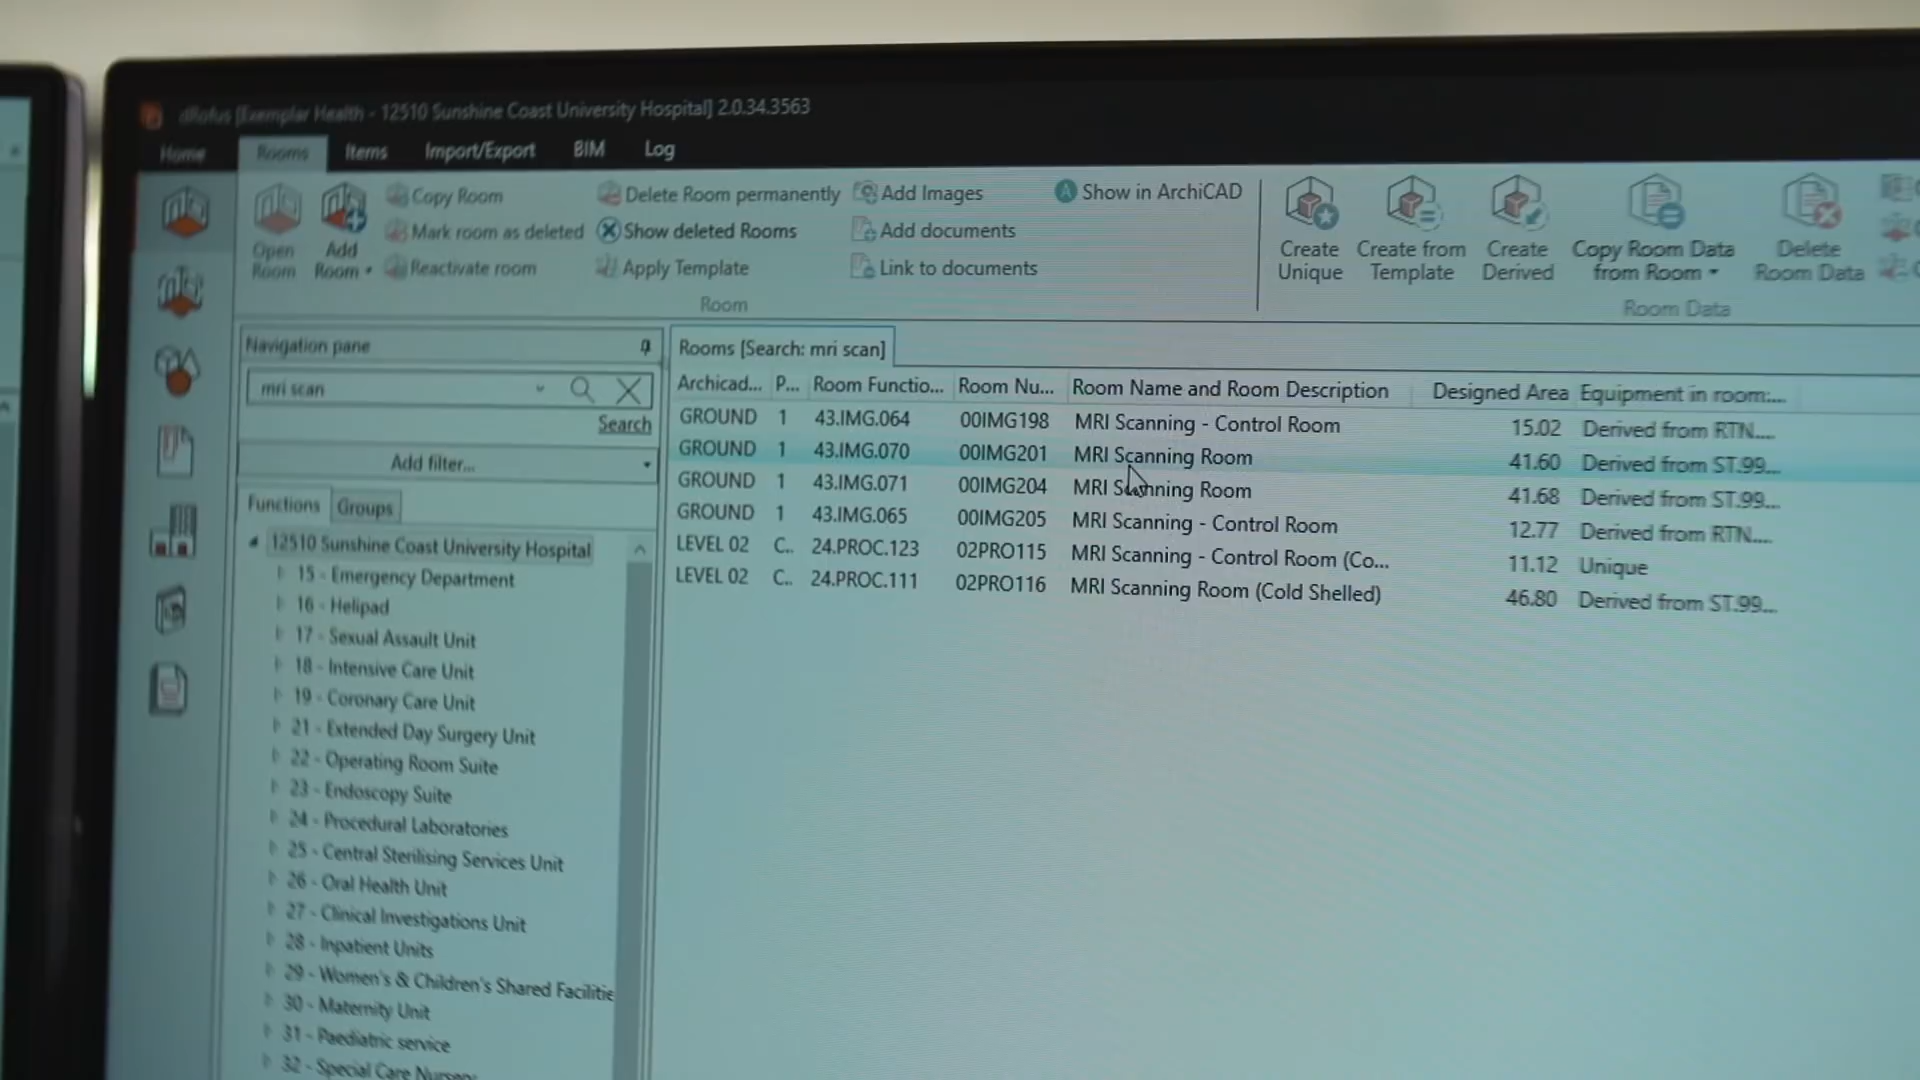 dRofus [Exemplar Health - 12510 Sunshine Coast University Hospital] 2.0.34.3563
Home Rooms Items Import/Export BIM Log
Open Room
Add Room
Copy Room
Mark room as deleted
Reactivate room
Delete Room permanently
Show deleted Rooms
Apply Template
Add Images
Add documents
Link to documents
Show in ArchiCAD
Room
Create Unique
Create from Template
Create Derived
Copy Room Data from Room
Delete Room Data
Room Data
Navigation pane
mri scan
Search
Add filter...
Functions Groups
12510 Sunshine Coast University Hospital
15 - Emergency Department
16 - Helipad
17 - Sexual Assault Unit
18 - Intensive Care Unit
19 - Coronary Care Unit
21 - Extended Day Surgery Unit
22 - Operating Room Suite
23 - Endoscopy Suite
24 - Procedural Laboratories
25 - Central Sterilising Services Unit
26 - Oral Health Unit
27 - Clinical Investigations Unit
28 - Inpatient Units
29 - Women's & Children's Shared Facilitie
30 - Maternity Unit
31 - Paediatric service
32 - Special Care Nursery
Rooms [Search: mri scan]
Archicad... P... Room Functio... Room Nu... Room Name and Room Description Designed Area Equipment in room:...
GROUND 1 43.IMG.064 00IMG198 MRI Scanning - Control Room 15.02 Derived from RTN....
GROUND 1 43.IMG.070 00IMG201 MRI Scanning Room 41.60 Derived from ST.99...
GROUND 1 43.IMG.071 00IMG204 MRI Scanning Room 41.68 Derived from ST.99...
GROUND 1 43.IMG.065 00IMG205 MRI Scanning - Control Room 12.77 Derived from RTN....
LEVEL 02 C.. 24.PROC.123 02PRO115 MRI Scanning - Control Room (Co... 11.12 Unique
LEVEL 02 C.. 24.PROC.111 02PRO116 MRI Scanning Room (Cold Shelled) 46.80 Derived from ST.99...